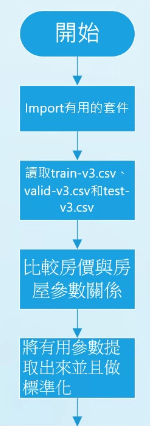 開始
Import有用的套件
讀取train-v3.csv、
valid-v3.csv和test-
v3.csv
比較房價與房
屋參數關係
將有用參數提
取出來並且做
標準化